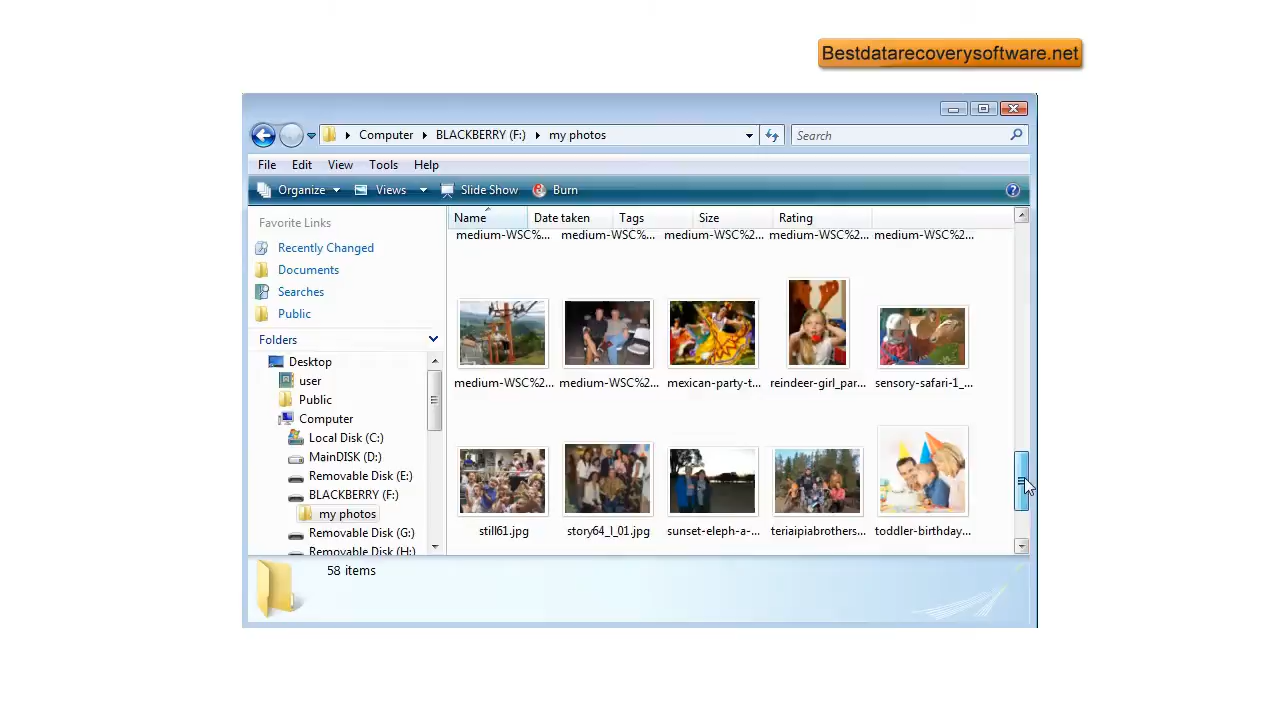 Bestdatarecoverysoftware.net
Computer BLACKBERRY (F:) my photos
Search
File Edit View Tools Help
Organize Views Slide Show Burn
Favorite Links
Recently Changed
Documents
Searches
Public
Folders
Desktop
user
Public
Computer
Local Disk (C:)
MainDISK (D:)
Removable Disk (E:)
BLACKBERRY (F:)
my photos
Removable Disk (G:)
Removable Disk (H:)
Name Date taken Tags Size Rating
medium-WSC%... medium-WSC%... medium-WSC%2... medium-WSC%2... medium-WSC%2...
medium-WSC%2... medium-WSC%2... mexican-party-t... reindeer-girl_par... sensory-safari-1_...
still61.jpg story64_l_01.jpg sunset-eleph-a-... teriaipiabrothers... toddler-birthday...
58 items